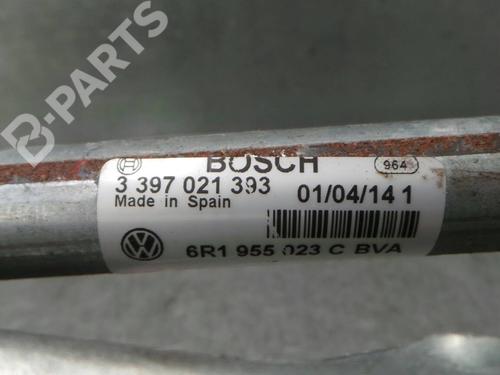 B-PARTS
BOSCH
964
3 397 021 393
Made in Spain
01/04/14 1
6R1 955 023 C BVA